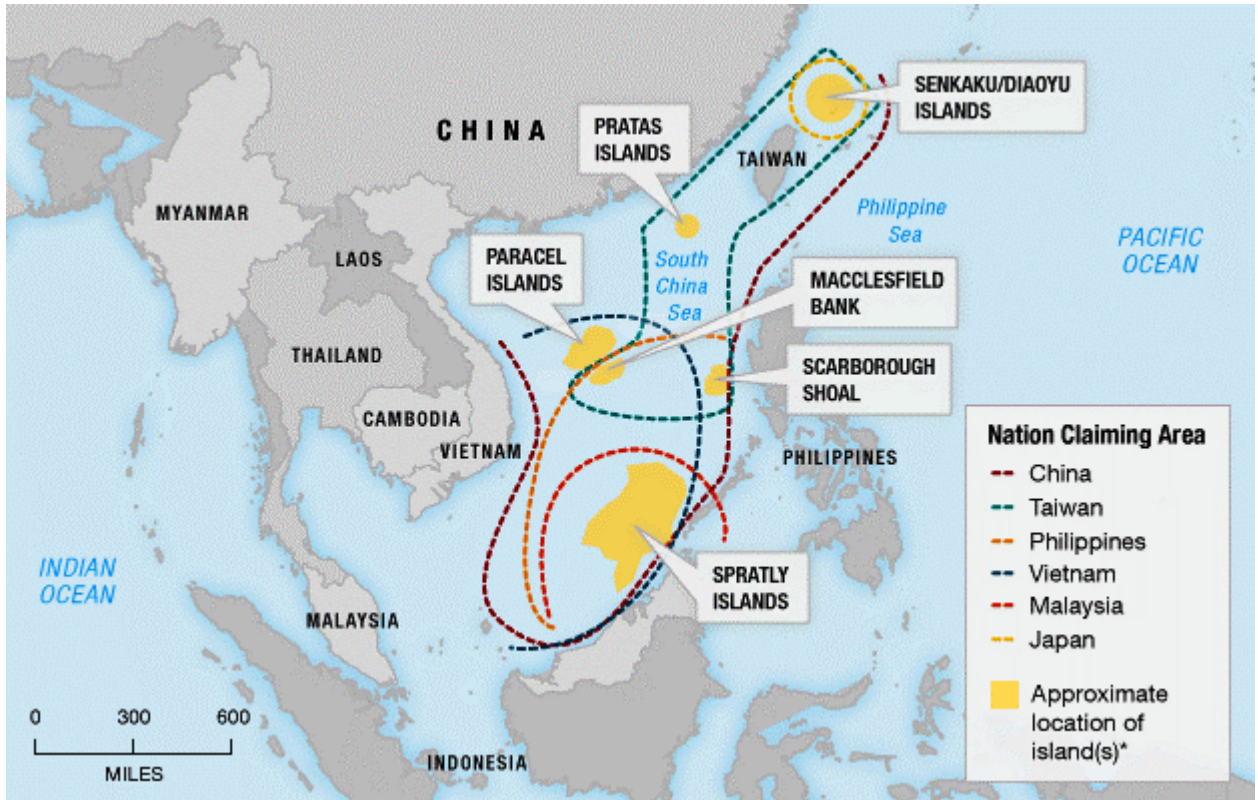 SENKAKU/DIAOYU
ISLANDS
CHINA
PRATAS
ISLANDS
TAIWAN
MYANMAR
Philippine
Sea
PACIFIC
OCEAN
LAOS
PARACEL
ISLANDS
South
China
Sea
MACCLESFIELD
BANK
THAILAND
SCARBOROUGH
SHOAL
CAMBODIA
VIETNAM
PHILIPPINES
INDIAN
OCEAN
SPRATLY
ISLANDS
MALAYSIA
INDONESIA
0 300 600
MILES
Nation Claiming Area
China
Taiwan
Philippines
Vietnam
Malaysia
Japan
Approximate
location of
island(s)*